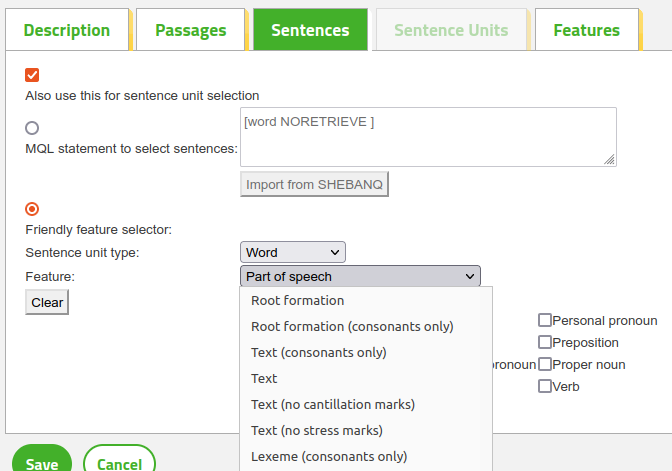 Description Passages Sentences Sentence Units Features
Also use this for sentence unit selection
MQL statement to select sentences:
[word NORETRIEVE ]
Import from SHEBANQ
Friendly feature selector:
Sentence unit type: Word
Feature: Part of speech
Clear
Root formation
Root formation (consonants only)
Text (consonants only)
Text
Text (no cantillation marks)
Text (no stress marks)
Lexeme (consonants only)
Personal pronoun
Preposition
pronoun Proper noun
Verb
Save Cancel